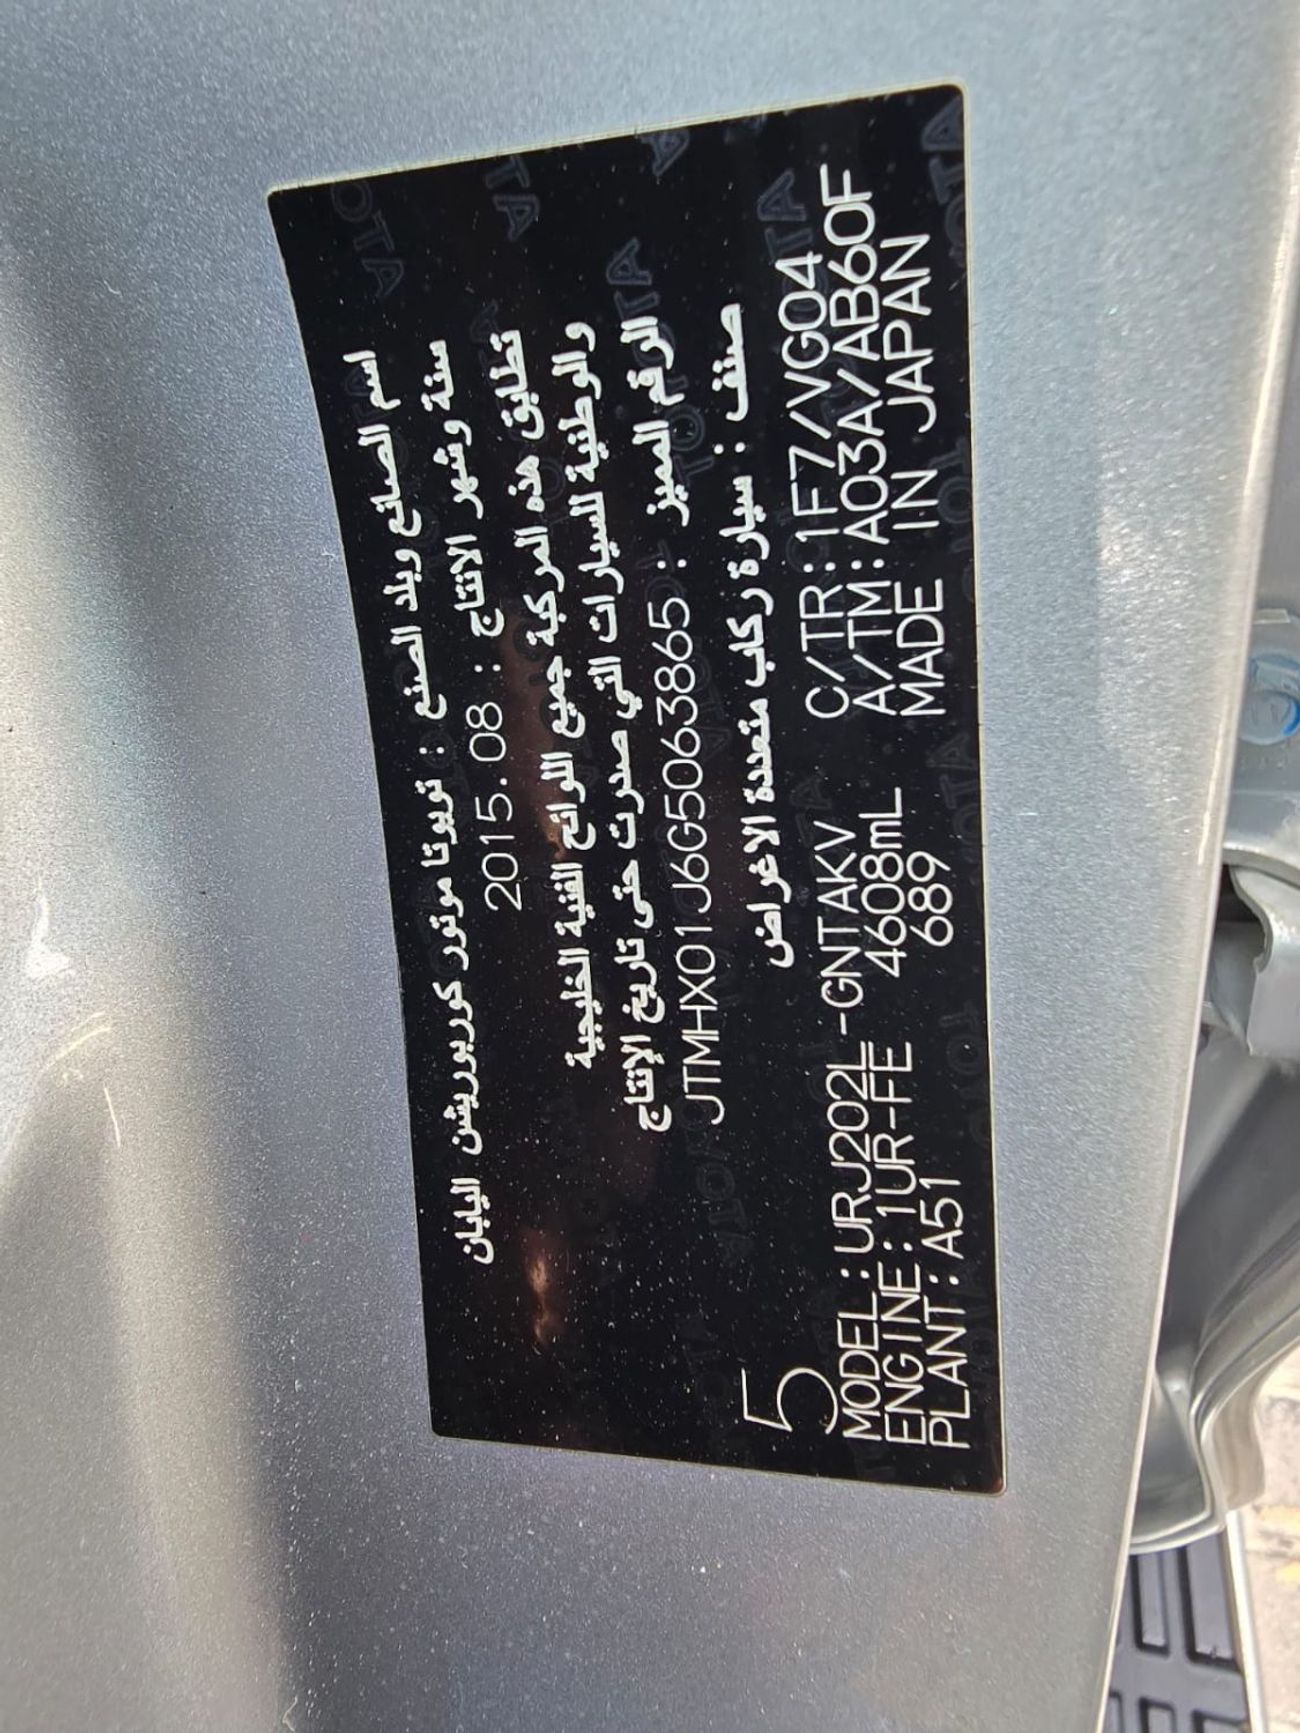 اسم الصانع وبلد الصنع : تويوتا موتور كوربوريشن اليابان
سنة وشهر الانتاج : 2015.08
تطابق هذه المركبة جميع اللوائح الفنية الخليجية
والوطنية للسيارات التي صدرت حتى تاريخ الإنتاج
الرقم المميز : JTMHX01J6G5063865
صنف : سيارة ركاب متعددة الاغراض
5
MODEL:URJ202L-GNTAKV C/TR:1F7/VG04
ENGINE:1UR-FE 4608mL A/TM:A03A/AB60F
PLANT:A51 689 MADE IN JAPAN